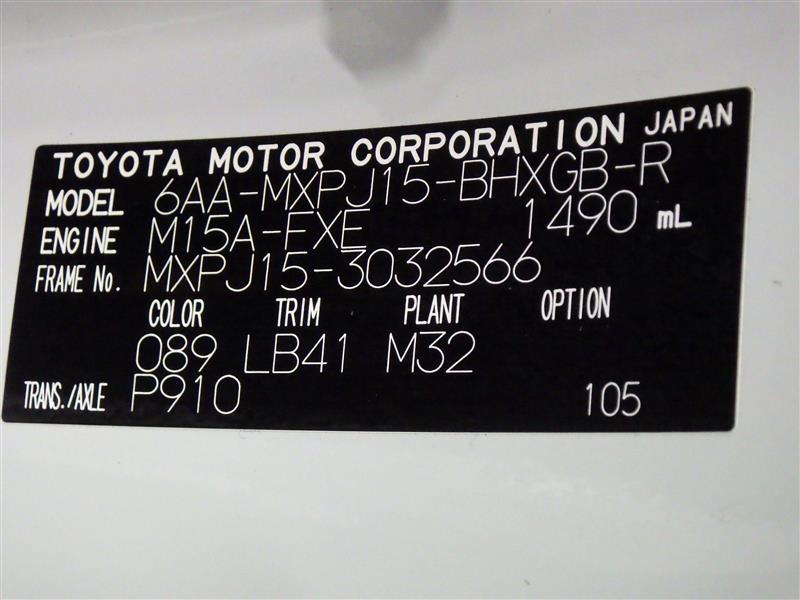 TOYOTA MOTOR CORPORATION JAPAN
MODEL 6AA-MXPJ15-BHXGB-R
ENGINE M15A-FXE 1490 mL
FRAME No. MXPJ15-3032566
COLOR TRIM PLANT OPTION
089 LB41 M32
TRANS./AXLE P910 105